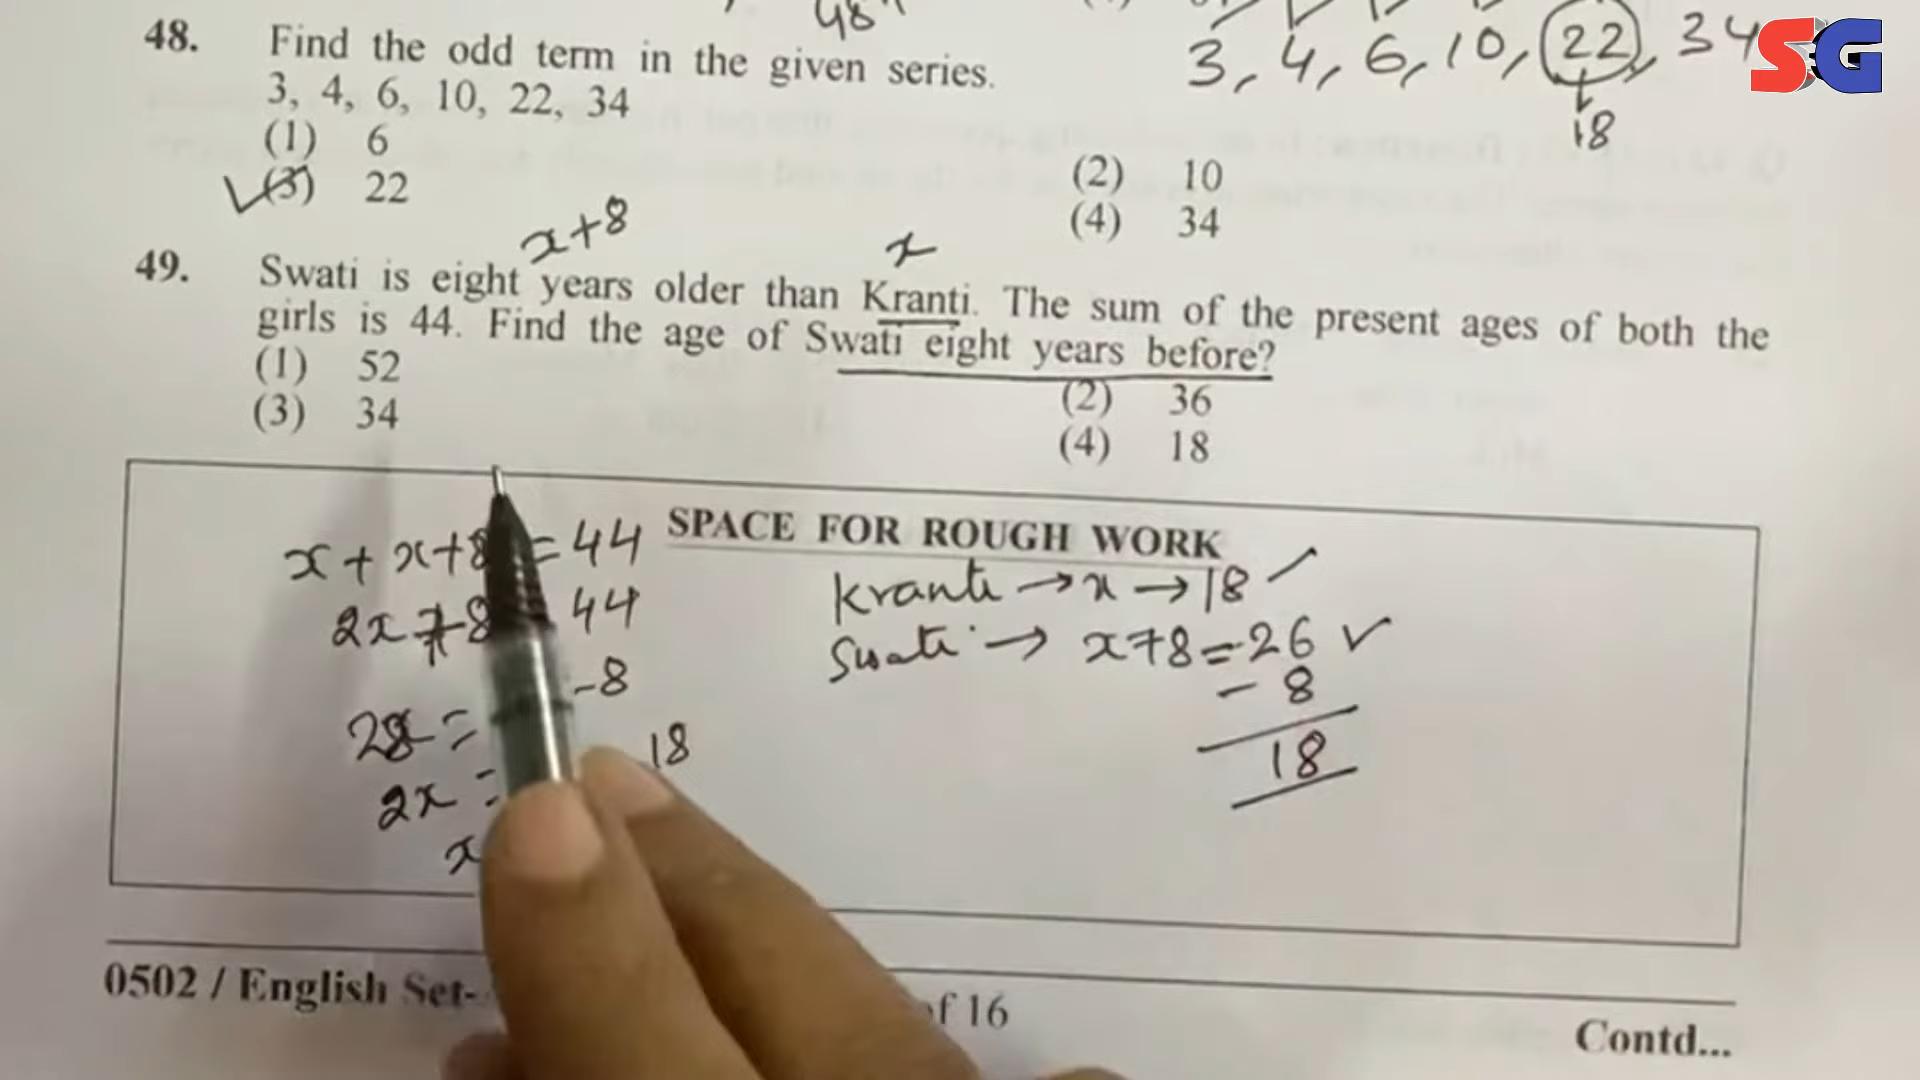 48
3, 4, 6, 10, 22, 34
18
SG
48. Find the odd term in the given series.
3, 4, 6, 10, 22, 34
(1) 6
(2) 10
(3) 22
(4) 34
x+8
x
49. Swati is eight years older than Kranti. The sum of the present ages of both the
girls is 44. Find the age of Swati eight years before?
(1) 52
(2) 36
(3) 34
(4) 18
SPACE FOR ROUGH WORK
x + x+8 = 44
2x+8 44
-8
2x =
18
2x =
x
Kranti → x → 18
Swati → x+8 = 26
- 8
18
0502 / English Set-
of 16
Contd...